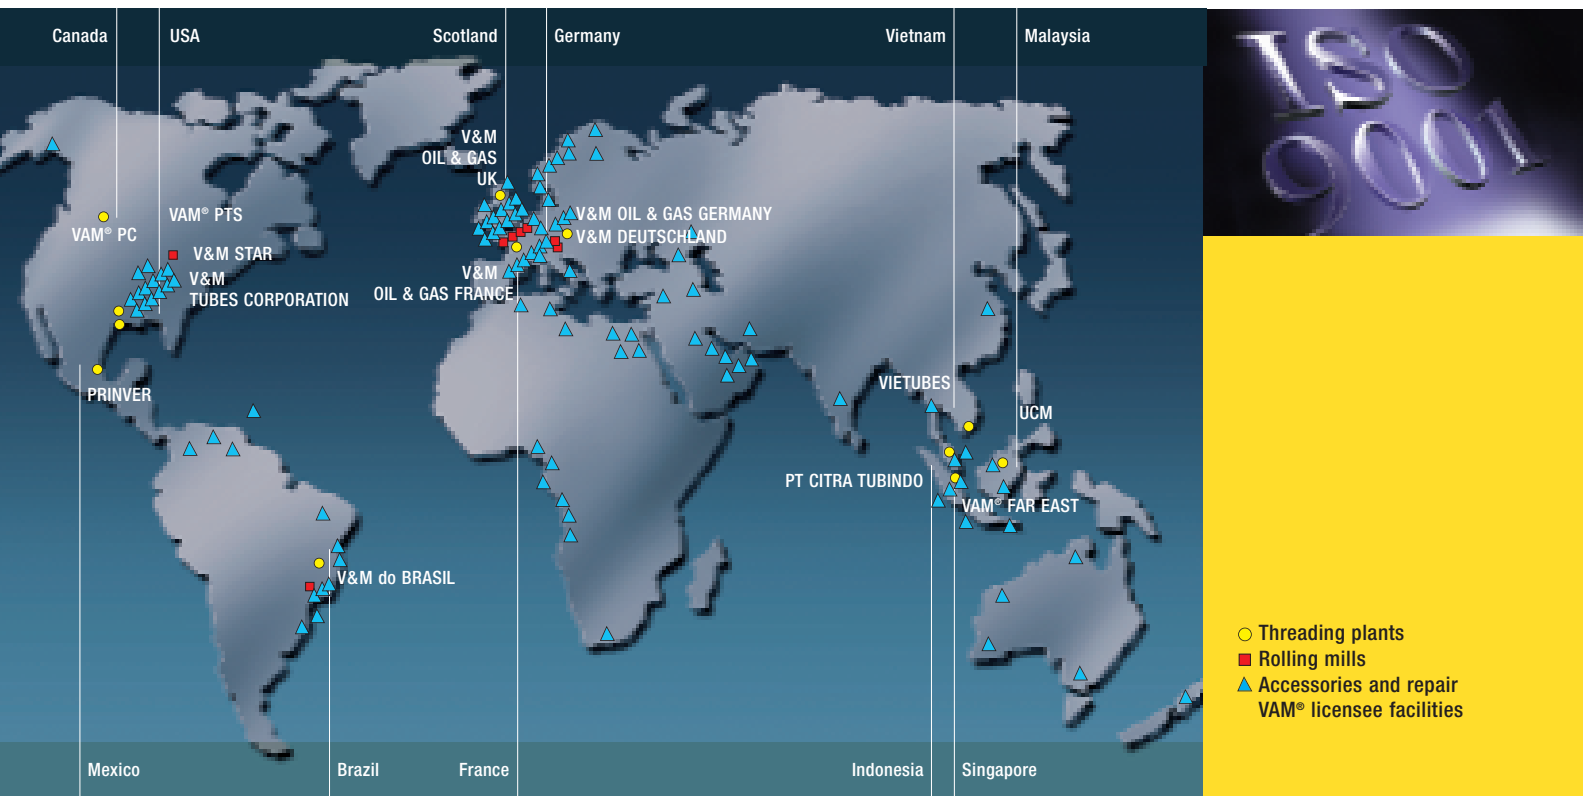 Canada
USA
Scotland
Germany
Vietnam
Malaysia
ISO
9001
V&M
OIL & GAS
UK
VAM® PTS
VAM® PC
V&M OIL & GAS GERMANY
V&M DEUTSCHLAND
V&M STAR
V&M
TUBES CORPORATION
V&M
OIL & GAS FRANCE
PRINVER
VIETUBES
UCM
PT CITRA TUBINDO
VAM® FAR EAST
V&M do BRASIL
Threading plants
Rolling mills
Accessories and repair
VAM® licensee facilities
Mexico
Brazil
France
Indonesia
Singapore